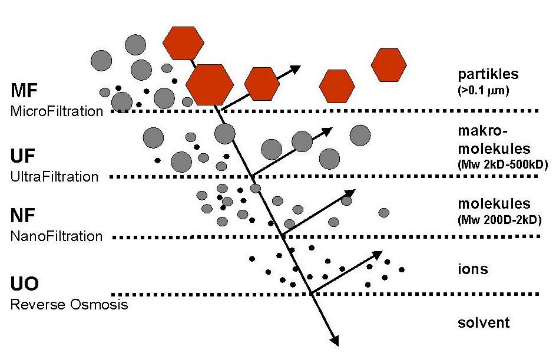 MF
MicroFiltration
partikles
(>0.1 µm)
UF
UltraFiltration
makro-
molekules
(Mw 2kD-500kD)
NF
NanoFiltration
molekules
(Mw 200D-2kD)
UO
Reverse Osmosis
ions
solvent